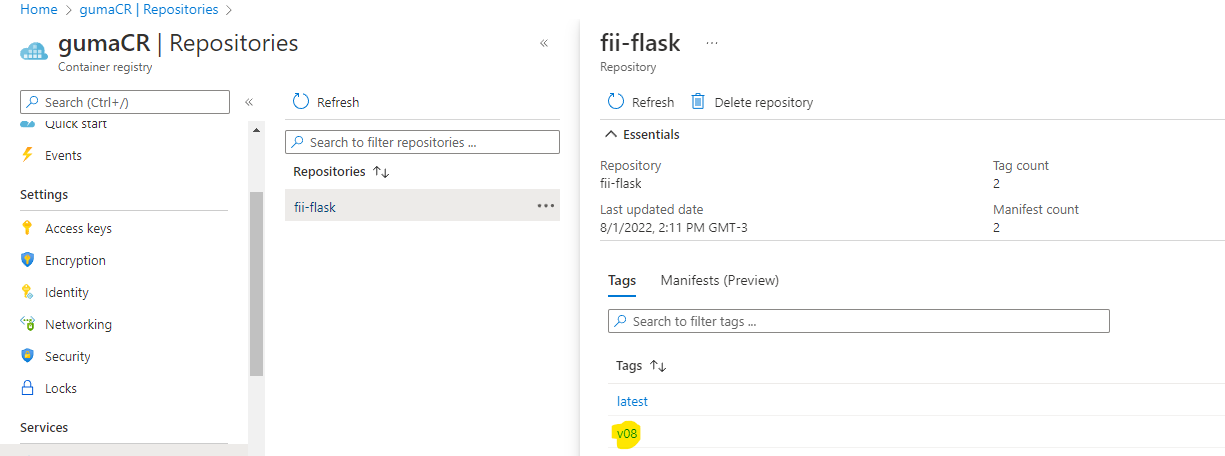 Home > gumaCR | Repositories >
gumaCR | Repositories
Container registry
«
Search (Ctrl+/)
«
Quick start
Events
Settings
Access keys
Encryption
Identity
Networking
Security
Locks
Services
Refresh
Search to filter repositories ...
Repositories ↑↓
fii-flask ...
fii-flask ...
Repository
Refresh Delete repository
Essentials
Repository
fii-flask
Tag count
2
Last updated date
8/1/2022, 2:11 PM GMT-3
Manifest count
2
Tags Manifests (Preview)
Search to filter tags ...
Tags ↑↓
latest
v08